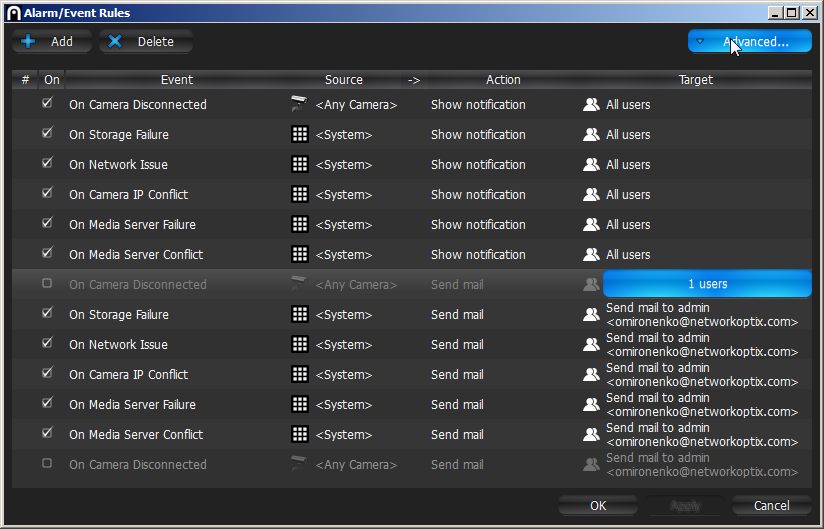 Alarm/Event Rules
Add Delete Advanced...
# On Event Source -> Action Target
On Camera Disconnected <Any Camera> Show notification All users
On Storage Failure <System> Show notification All users
On Network Issue <System> Show notification All users
On Camera IP Conflict <System> Show notification All users
On Media Server Failure <System> Show notification All users
On Media Server Conflict <System> Show notification All users
On Camera Disconnected <Any Camera> Send mail 1 users
On Storage Failure <System> Send mail Send mail to admin
<omironenko@networkoptix.com>
On Network Issue <System> Send mail Send mail to admin
<omironenko@networkoptix.com>
On Camera IP Conflict <System> Send mail Send mail to admin
<omironenko@networkoptix.com>
On Media Server Failure <System> Send mail Send mail to admin
<omironenko@networkoptix.com>
On Media Server Conflict <System> Send mail Send mail to admin
<omironenko@networkoptix.com>
On Camera Disconnected <Any Camera> Send mail Send mail to admin
<omironenko@networkoptix.com>
OK Apply Cancel